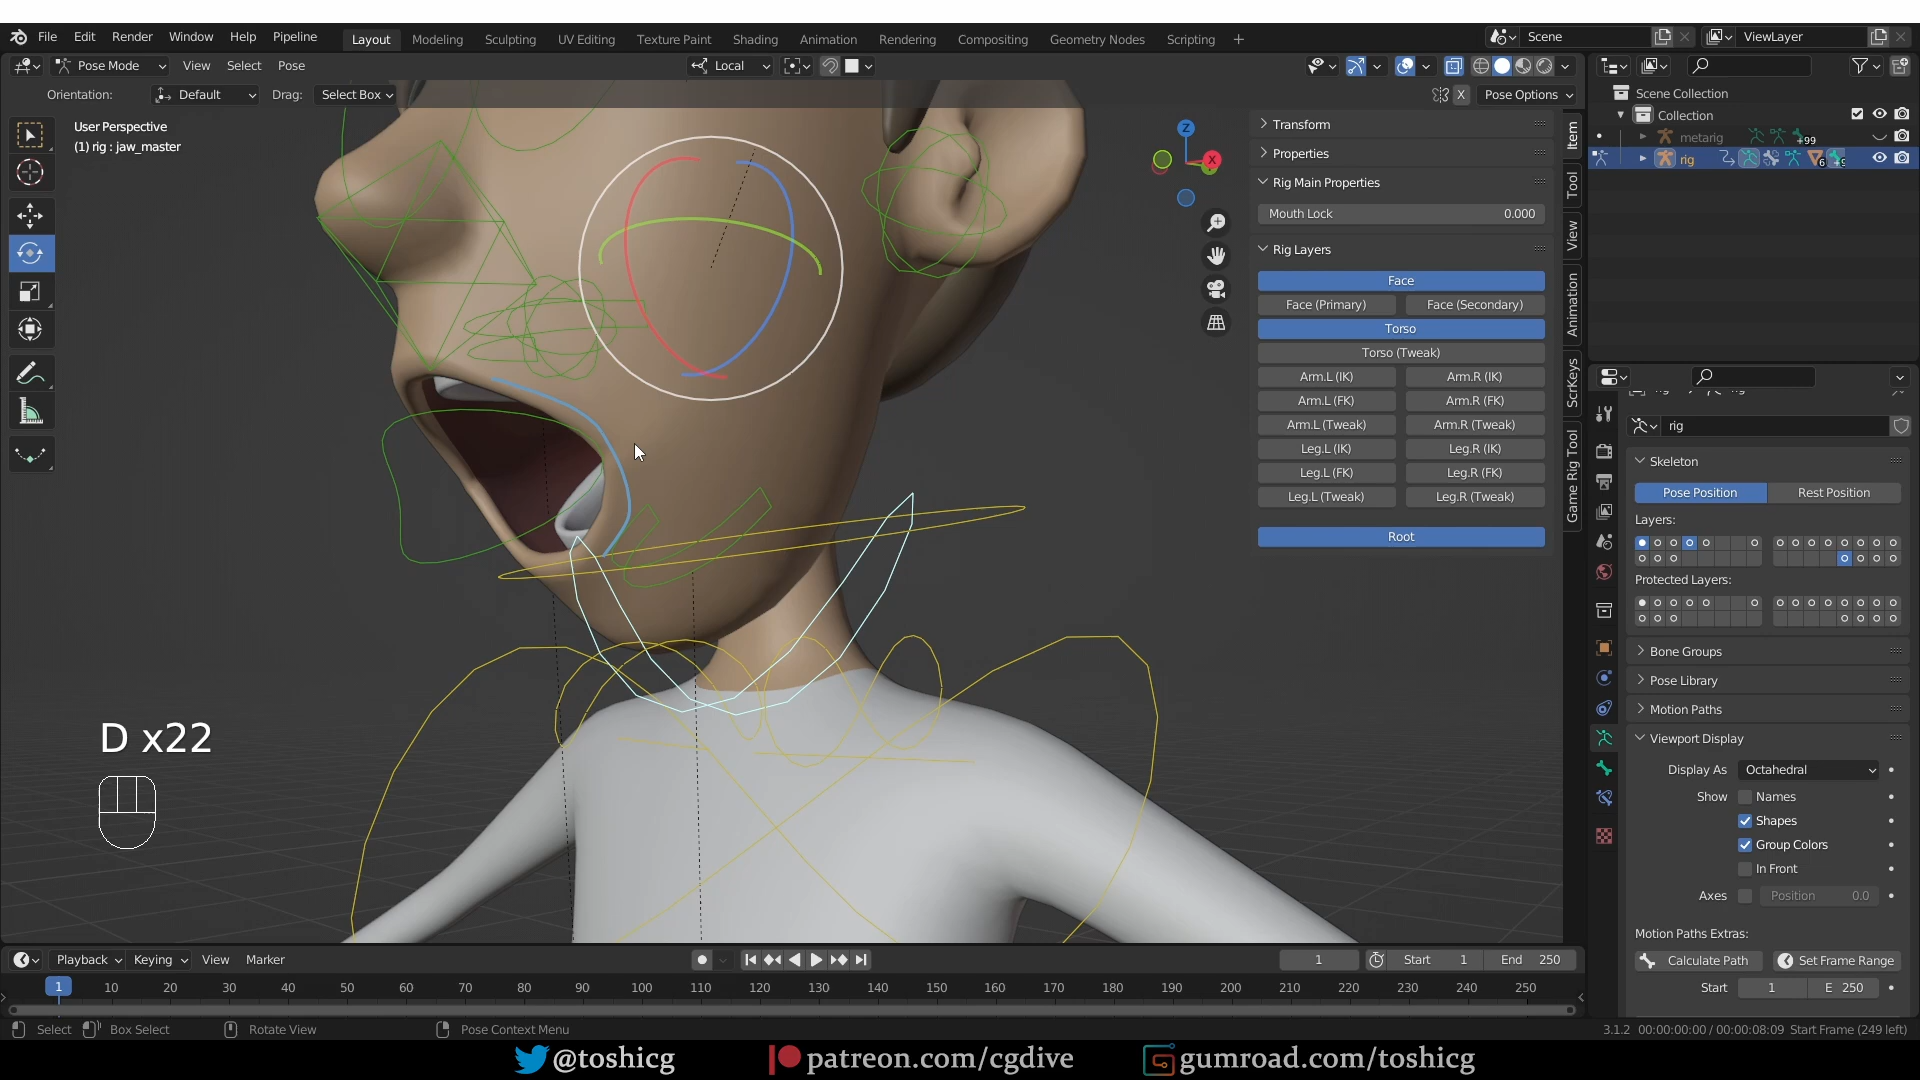 File Edit Render Window Help Pipeline Layout Modeling Sculpting UV Editing Texture Paint Shading Animation Rendering Compositing Geometry Nodes Scripting + Scene ViewLayer
Pose Mode View Select Pose Local
Orientation: Default Drag: Select Box X Pose Options
Scene Collection
Collection
metarig +99
rig 6
User Perspective
(1) rig : jaw_master
Z
X
Transform
Properties
Rig Main Properties
Mouth Lock 0.000
Rig Layers
Face
Face (Primary) Face (Secondary)
Torso
Torso (Tweak)
Arm.L (IK) Arm.R (IK)
Arm.L (FK) Arm.R (FK)
Arm.L (Tweak) Arm.R (Tweak)
Leg.L (IK) Leg.R (IK)
Leg.L (FK) Leg.R (FK)
Leg.L (Tweak) Leg.R (Tweak)
Root
Item
Tool
View
Animation
ScrKeys
Game Rig Tool
rig
Skeleton
Pose Position Rest Position
Layers:
Protected Layers:
Bone Groups
Pose Library
Motion Paths
Viewport Display
Display As Octahedral
Show Names
Shapes
Group Colors
In Front
Axes Position 0.0
Motion Paths Extras:
Calculate Path Set Frame Range
Start 1 E 250
D x22
Playback Keying View Marker 1 Start 1 End 250
1 10 20 30 40 50 60 70 80 90 100 110 120 130 140 150 160 170 180 190 200 210 220 230 240 250
Select Box Select Rotate View Pose Context Menu 3.1.2 00:00:00:00 / 00:00:08:09 Start Frame (249 left)
@toshicg patreon.com/cgdive gumroad.com/toshicg